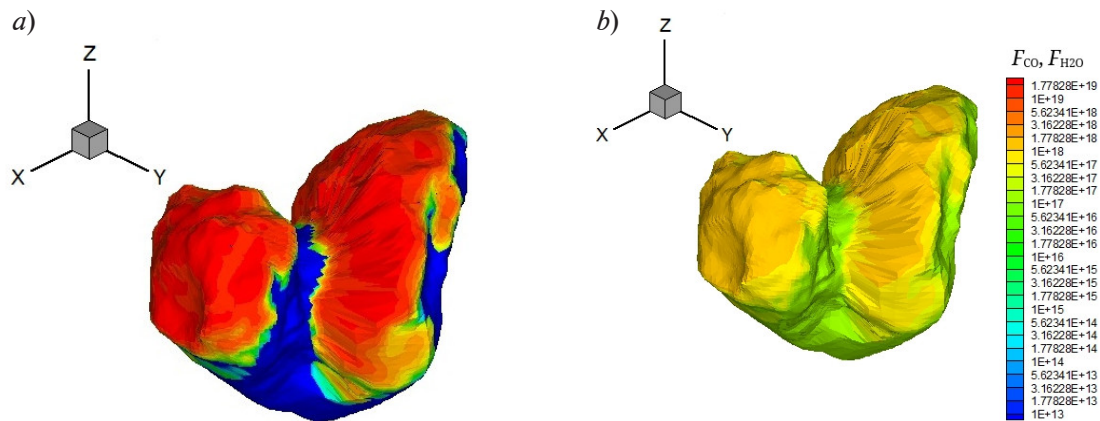 a)
b)
Z
X
Y
Z
X
Y
F_CO, F_H2O
1.77828E+19
1E+19
5.62341E+18
3.16228E+18
1.77828E+18
1E+18
5.62341E+17
3.16228E+17
1.77828E+17
1E+17
5.62341E+16
3.16228E+16
1.77828E+16
1E+16
5.62341E+15
3.16228E+15
1.77828E+15
1E+15
5.62341E+14
3.16228E+14
1.77828E+14
1E+14
5.62341E+13
3.16228E+13
1.77828E+13
1E+13